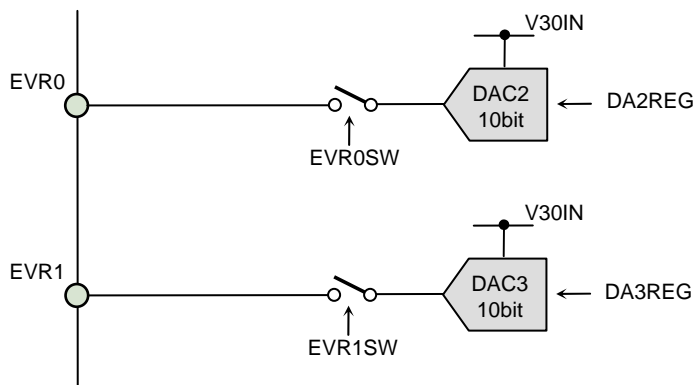 V30IN
EVR0
DAC2
10bit
DA2REG
EVR0SW
V30IN
EVR1
DAC3
10bit
DA3REG
EVR1SW